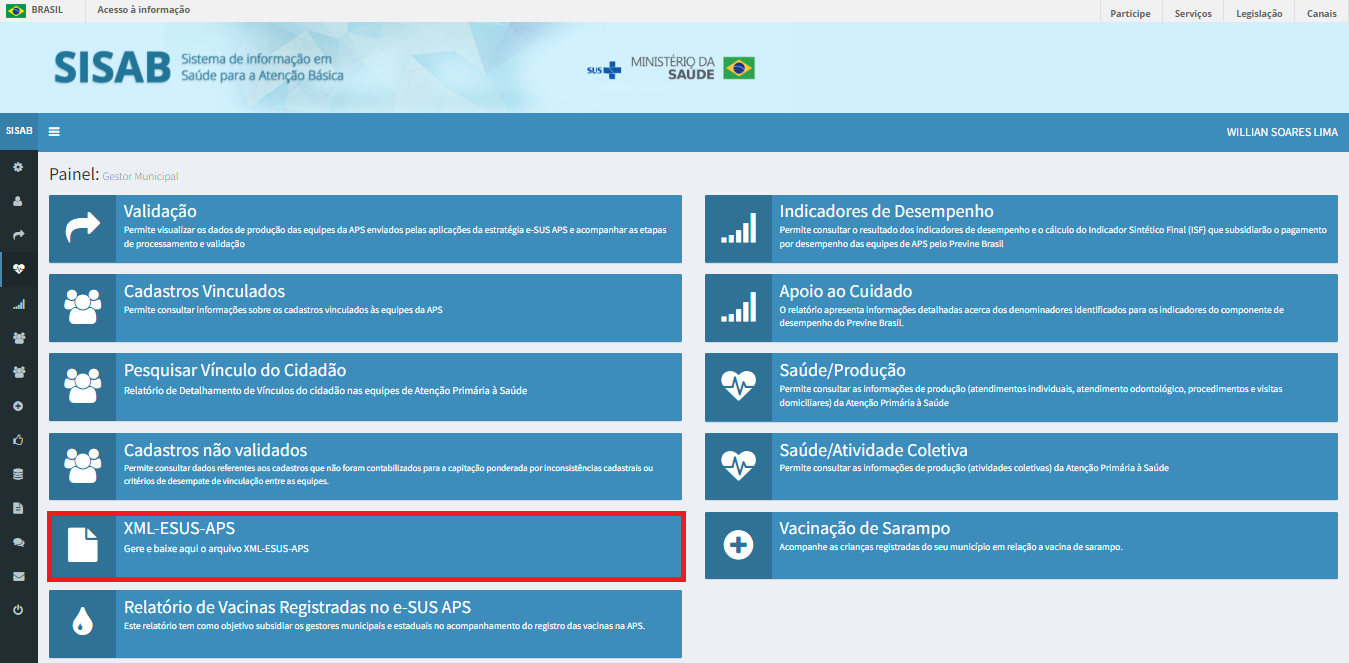 BRASIL
Acesso à informação
Participe
Serviços
Legislação
Canais
SISAB
Sistema de informação em
Saúde para a Atenção Básica
SUS
MINISTÉRIO DA
SAÚDE
SISAB
WILLIAN SOARES LIMA
Painel: Gestor Municipal
Validação
Permite visualizar os dados de produção das equipes da APS enviados pelas aplicações da estratégia e-SUS APS e acompanhar as etapas
de processamento e validação
Indicadores de Desempenho
Permite consultar o resultado dos indicadores de desempenho e o cálculo do Indicador Sintético Final (ISF) que subsidiarão o pagamento
por desempenho das equipes de APS pelo Previne Brasil
Cadastros Vinculados
Permite consultar informações sobre os cadastros vinculados às equipes da APS
Apoio ao Cuidado
O relatório apresenta informações detalhadas acerca dos denominadores identificados para os indicadores do componente de
desempenho do Previne Brasil.
Pesquisar Vínculo do Cidadão
Relatório de Detalhamento de Vínculos do cidadão nas equipes de Atenção Primária à Saúde
Saúde/Produção
Permite consultar as informações de produção (atendimentos individuais, atendimento odontológico, procedimentos e visitas
domiciliares) da Atenção Primária à Saúde
Cadastros não validados
Permite consultar dados referentes aos cadastros que não foram contabilizados para a capitação ponderada por inconsistências cadastrais ou
critérios de desempate de vinculação entre as equipes.
Saúde/Atividade Coletiva
Permite consultar as informações de produção (atividades coletivas) da Atenção Primária à Saúde
XML-ESUS-APS
Gere e baixe aqui o arquivo XML-ESUS-APS
Vacinação de Sarampo
Acompanhe as crianças registradas do seu município em relação a vacina de sarampo.
Relatório de Vacinas Registradas no e-SUS APS
Este relatório tem como objetivo subsidiar os gestores municipais e estaduais no acompanhamento do registro das vacinas na APS.